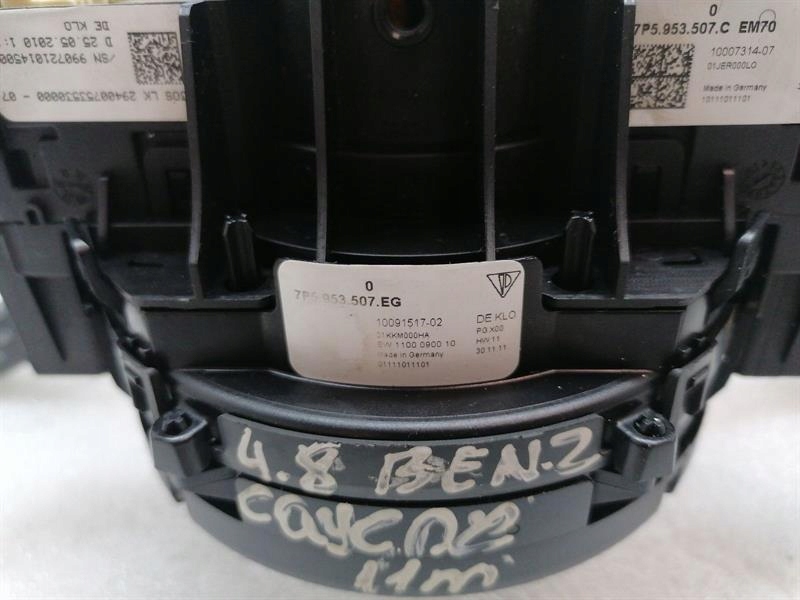 DE KLO
D 25.05.2010
0
7P5.953.507.C EM70
10007314-07
01JER000LO
Made in Germany
10111011101
0
7P5.953.507.EG
10091517-02
01KKM000HA
BW 1100 0900 10
Made in Germany
01111011101
DE KLO
PG X00
HW 11
30.11.11
4.8 BENZ
CAYCAR
11m